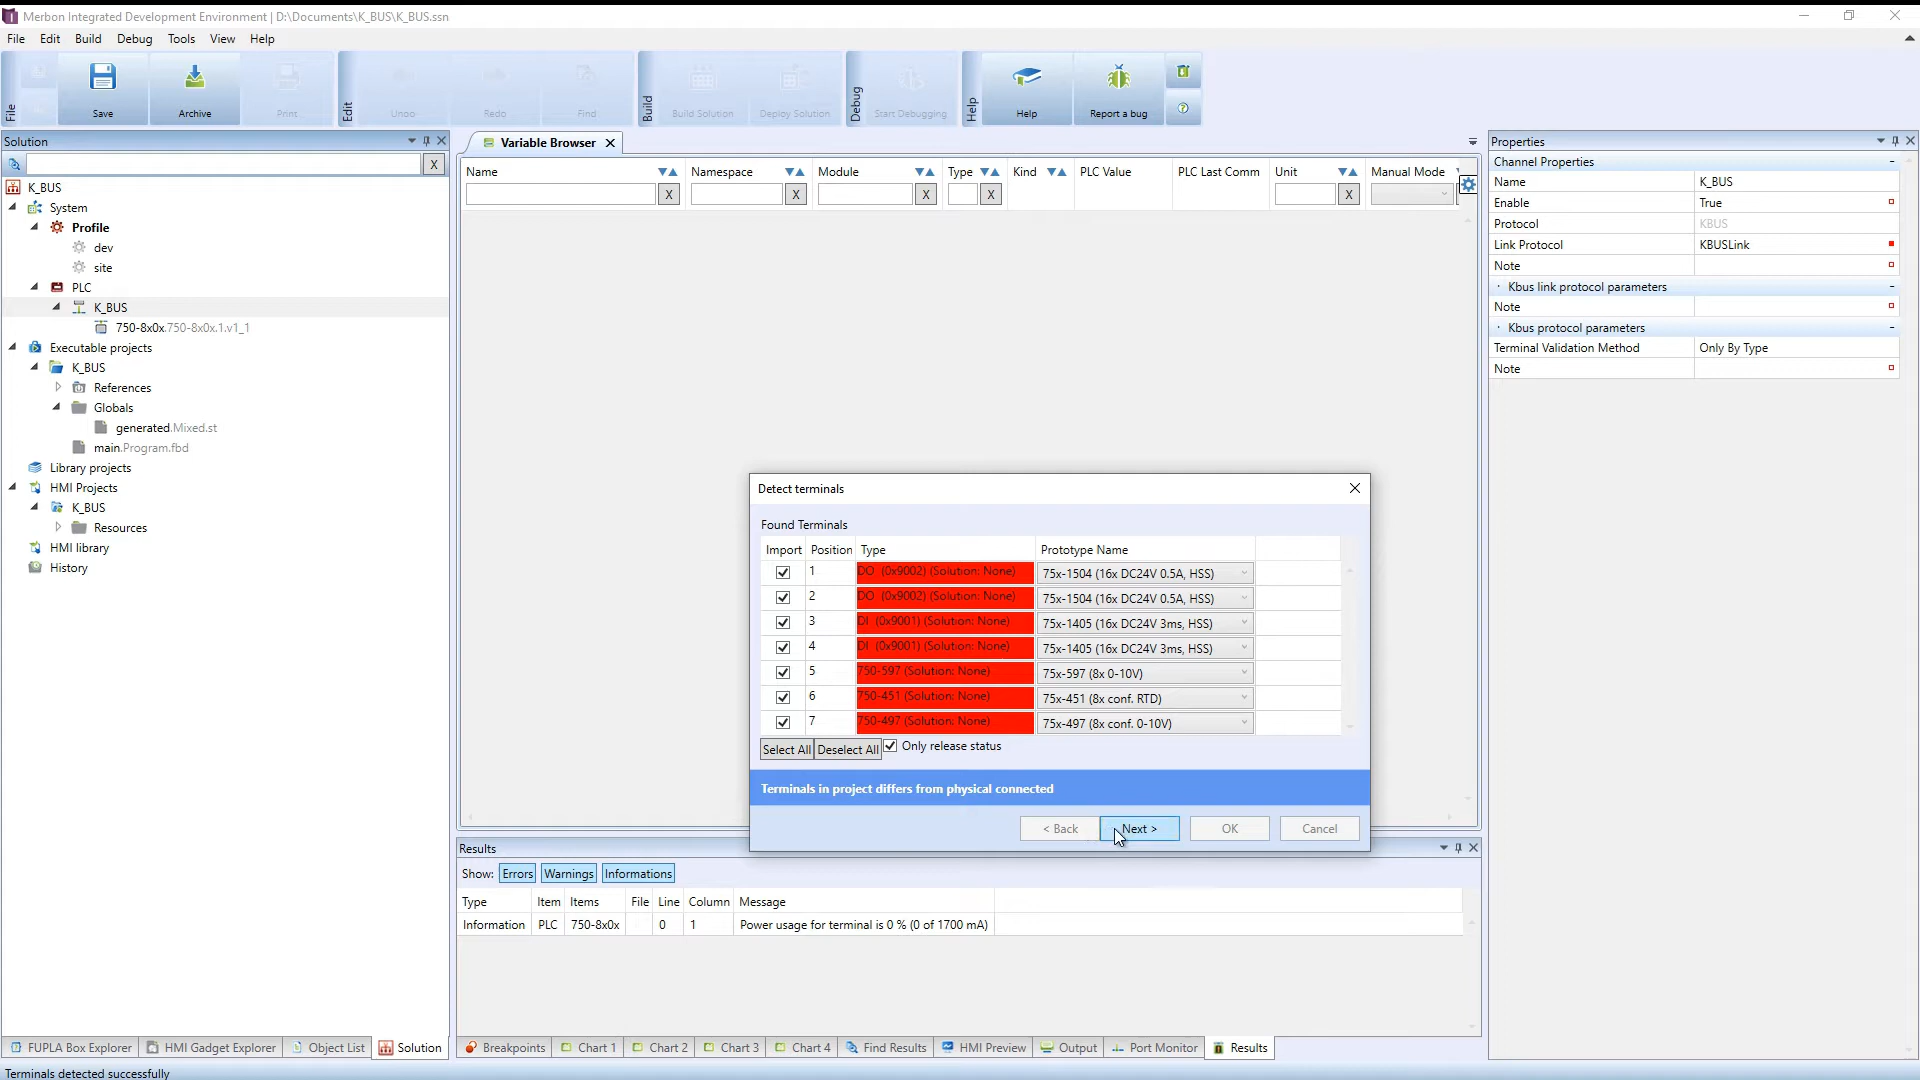 Merbon Integrated Development Environment | D:\Documents\K_BUS\K_BUS.ssn
File Edit Build Debug Tools View Help
File Save Archive Print Edit Undo Redo Find Build Build Solution Deploy Solution Debug Start Debugging Help Help Report a bug
Solution
X
K_BUS
System
Profile
dev
site
PLC
K_BUS
750-8x0x.750-8x0x.1.v1_1
Executable projects
K_BUS
References
Globals
generated.Mixed.st
main.Program.fbd
Library projects
HMI Projects
K_BUS
Resources
HMI library
History
FUPLA Box Explorer HMI Gadget Explorer Object List Solution
Variable Browser
Name Namespace Module Type Kind PLC Value PLC Last Comm Unit Manual Mode
X X X X X
Detect terminals
Found Terminals
Import Position Type Prototype Name
1 DO (0x9002) (Solution: None) 75x-1504 (16x DC24V 0.5A, HSS)
2 DO (0x9002) (Solution: None) 75x-1504 (16x DC24V 0.5A, HSS)
3 DI (0x9001) (Solution: None) 75x-1405 (16x DC24V 3ms, HSS)
4 DI (0x9001) (Solution: None) 75x-1405 (16x DC24V 3ms, HSS)
5 750-597 (Solution: None) 75x-597 (8x 0-10V)
6 750-451 (Solution: None) 75x-451 (8x conf. RTD)
7 750-497 (Solution: None) 75x-497 (8x conf. 0-10V)
Select All Deselect All Only release status
Terminals in project differs from physical connected
< Back Next > OK Cancel
Results
Show: Errors Warnings Informations
Type Item Items File Line Column Message
Information PLC 750-8x0x 0 1 Power usage for terminal is 0 % (0 of 1700 mA)
Breakpoints Chart 1 Chart 2 Chart 3 Chart 4 Find Results HMI Preview Output Port Monitor Results
Properties
Channel Properties
Name K_BUS
Enable True
Protocol KBUS
Link Protocol KBUSLink
Note
Kbus link protocol parameters
Note
Kbus protocol parameters
Terminal Validation Method Only By Type
Note
Terminals detected successfully